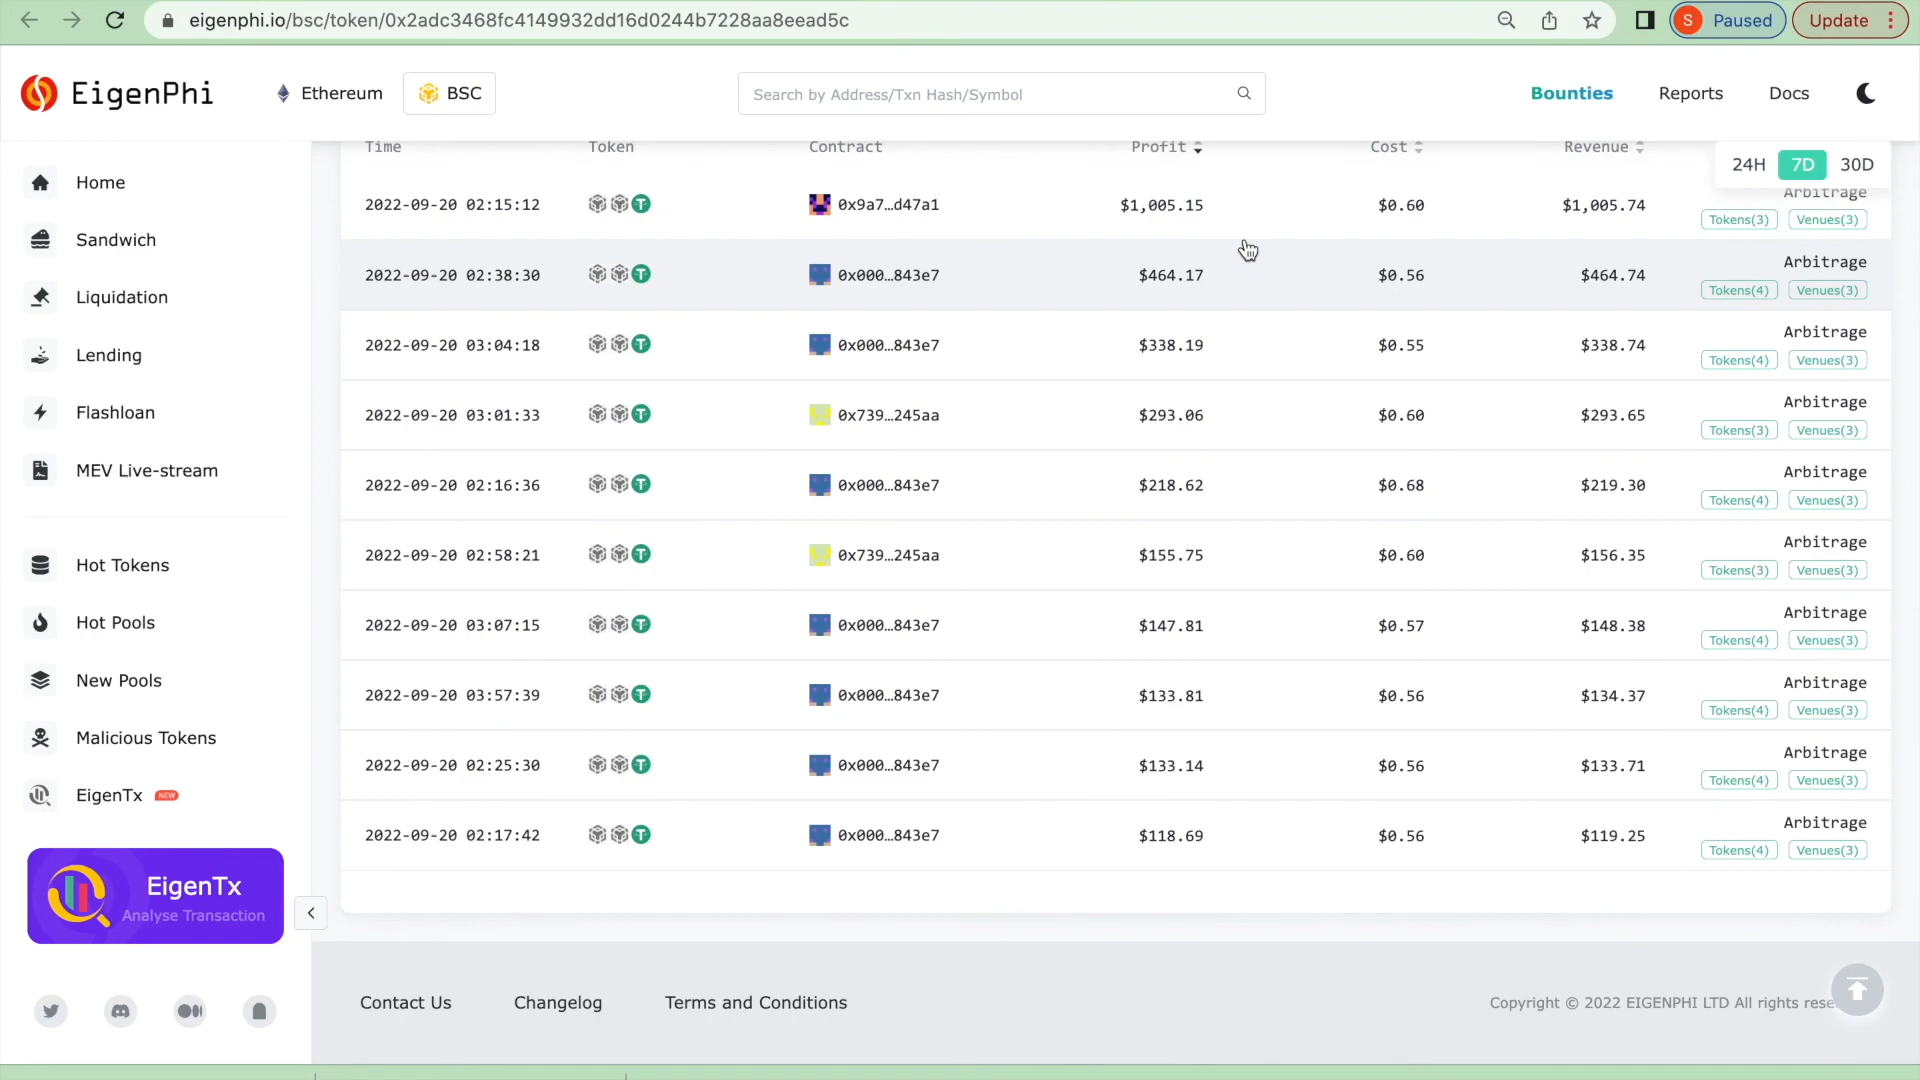 eigenphi.io/bsc/token/0x2adc3468fc4149932dd16d0244b7228aa8eead5c
S Paused Update
EigenPhi Ethereum BSC Search by Address/Txn Hash/Symbol Bounties Reports Docs
Home
Sandwich
Liquidation
Lending
Flashloan
MEV Live-stream
Hot Tokens
Hot Pools
New Pools
Malicious Tokens
EigenTx NEW
EigenTx
Analyse Transaction
24H 7D 30D
Time Token Contract Profit Cost Revenue
2022-09-20 02:15:12 0x9a7…d47a1 $1,005.15 $0.60 $1,005.74 Arbitrage
Tokens(3) Venues(3)
2022-09-20 02:38:30 0x000…843e7 $464.17 $0.56 $464.74 Arbitrage
Tokens(4) Venues(3)
2022-09-20 03:04:18 0x000…843e7 $338.19 $0.55 $338.74 Arbitrage
Tokens(4) Venues(3)
2022-09-20 03:01:33 0x739…245aa $293.06 $0.60 $293.65 Arbitrage
Tokens(3) Venues(3)
2022-09-20 02:16:36 0x000…843e7 $218.62 $0.68 $219.30 Arbitrage
Tokens(4) Venues(3)
2022-09-20 02:58:21 0x739…245aa $155.75 $0.60 $156.35 Arbitrage
Tokens(3) Venues(3)
2022-09-20 03:07:15 0x000…843e7 $147.81 $0.57 $148.38 Arbitrage
Tokens(4) Venues(3)
2022-09-20 03:57:39 0x000…843e7 $133.81 $0.56 $134.37 Arbitrage
Tokens(4) Venues(3)
2022-09-20 02:25:30 0x000…843e7 $133.14 $0.56 $133.71 Arbitrage
Tokens(4) Venues(3)
2022-09-20 02:17:42 0x000…843e7 $118.69 $0.56 $119.25 Arbitrage
Tokens(4) Venues(3)
Contact Us Changelog Terms and Conditions Copyright © 2022 EIGENPHI LTD All rights rese